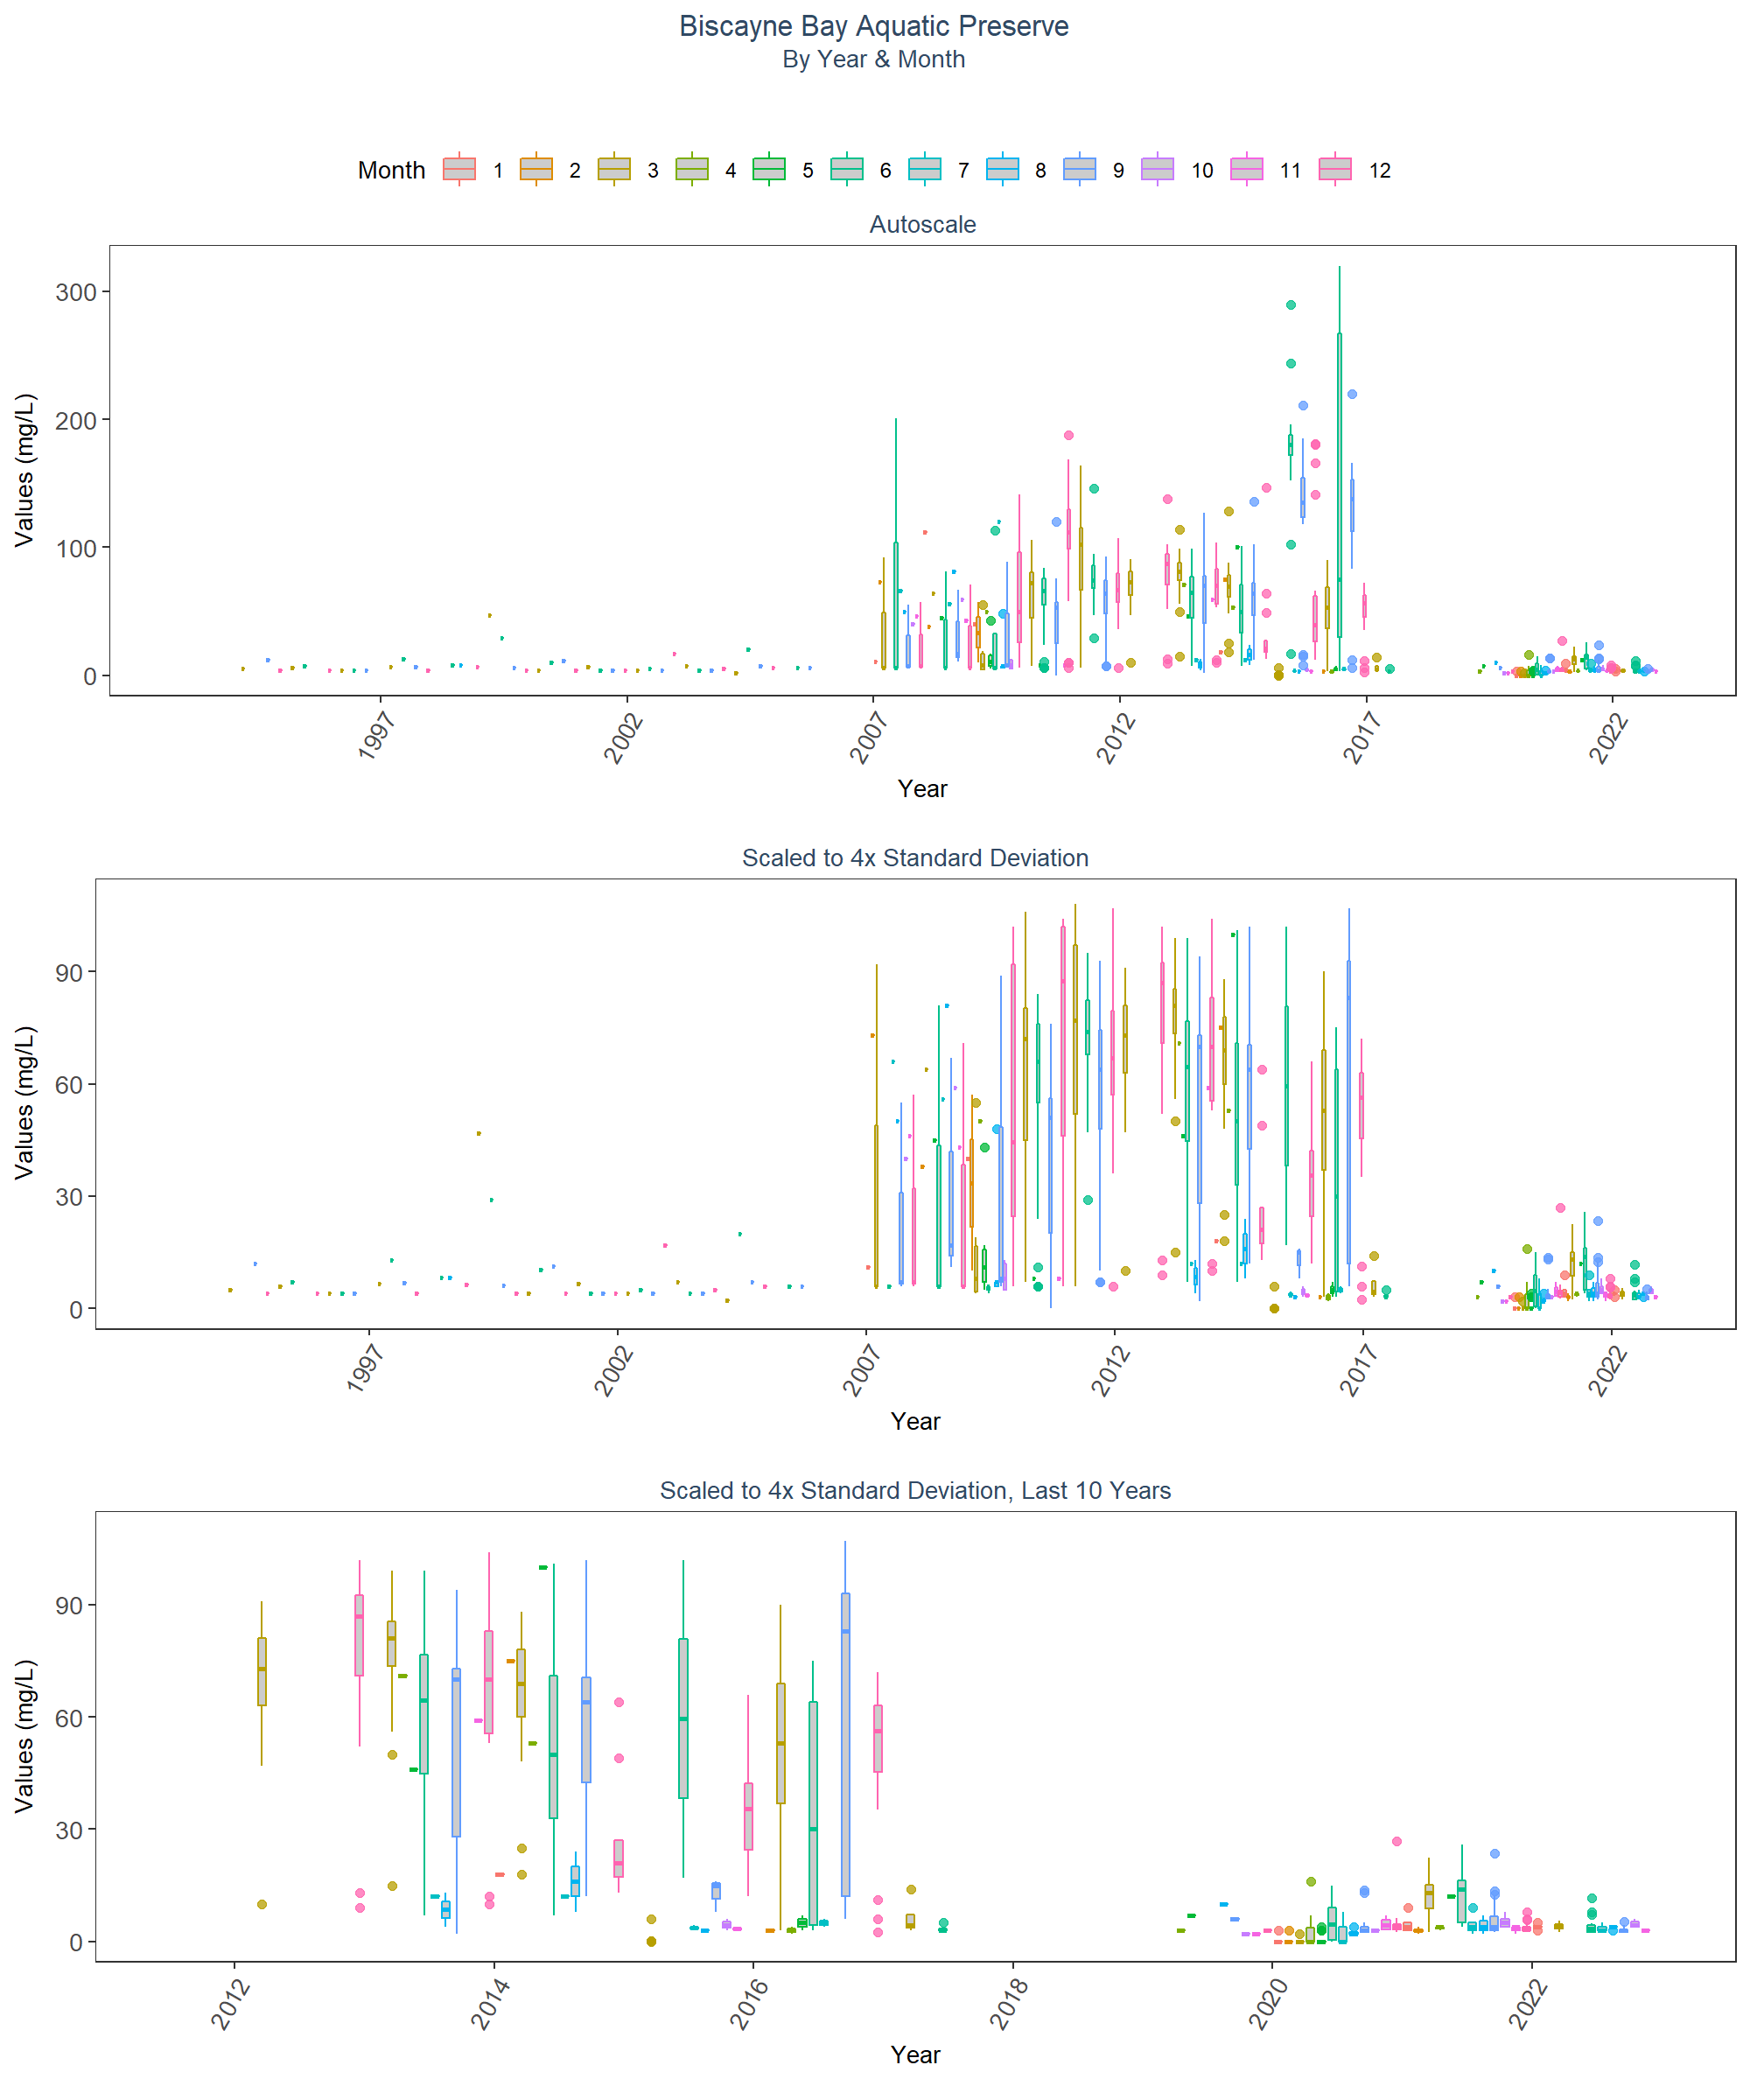 Biscayne Bay Aquatic Preserve
By Year & Month
Month 1 2 3 4 5 6 7 8 9 10 11 12
Autoscale
Values (mg/L)
300
200
100
0
1997 2002 2007 2012 2017 2022
Year
Scaled to 4x Standard Deviation
Values (mg/L)
90
60
30
0
1997 2002 2007 2012 2017 2022
Year
Scaled to 4x Standard Deviation, Last 10 Years
Values (mg/L)
90
60
30
0
2012 2014 2016 2018 2020 2022
Year